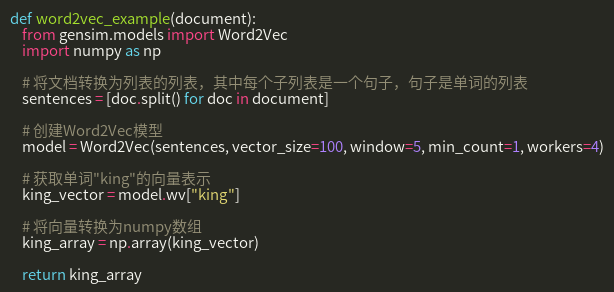 def word2vec_example(document):
from gensim.models import Word2Vec
import numpy as np
# 将文档转换为列表的列表，其中每个子列表是一个句子，句子是单词的列表
sentences = [doc.split() for doc in document]
# 创建Word2Vec模型
model = Word2Vec(sentences, vector_size=100, window=5, min_count=1, workers=4)
# 获取单词"king"的向量表示
king_vector = model.wv["king"]
# 将向量转换为numpy数组
king_array = np.array(king_vector)
return king_array